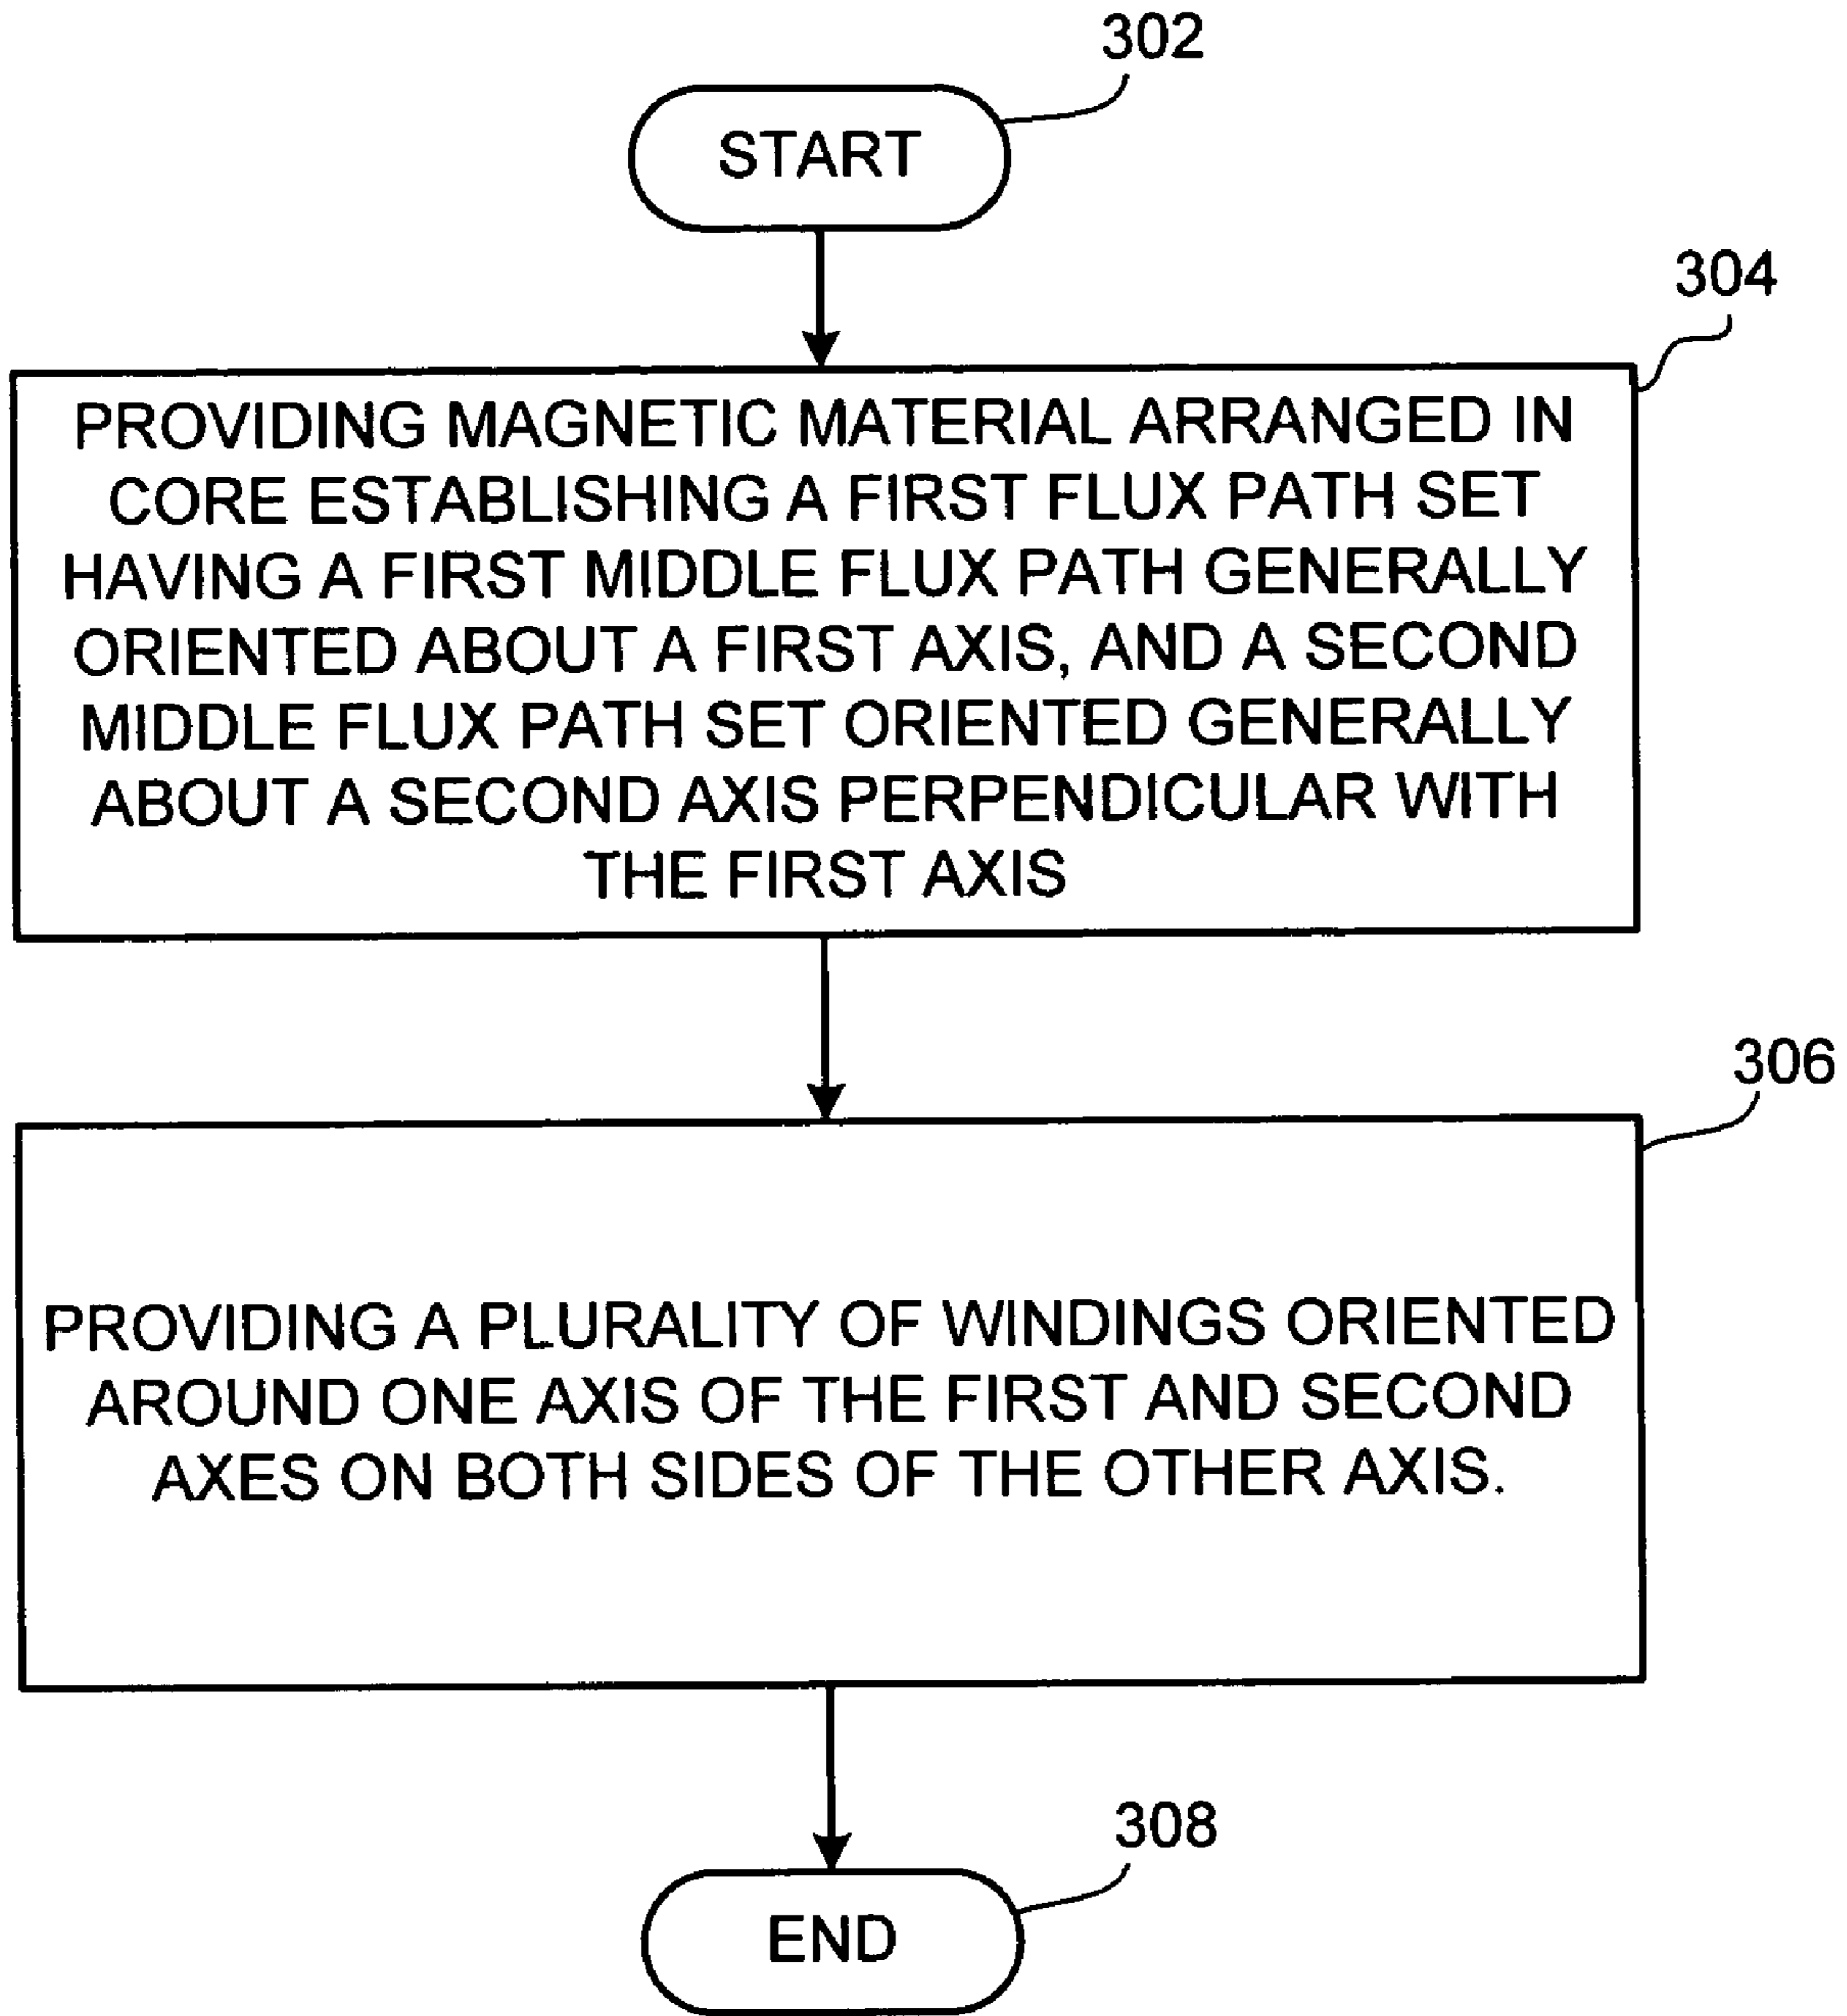 302
START
304
PROVIDING MAGNETIC MATERIAL ARRANGED IN
CORE ESTABLISHING A FIRST FLUX PATH SET
HAVING A FIRST MIDDLE FLUX PATH GENERALLY
ORIENTED ABOUT A FIRST AXIS, AND A SECOND
MIDDLE FLUX PATH SET ORIENTED GENERALLY
ABOUT A SECOND AXIS PERPENDICULAR WITH
THE FIRST AXIS
306
PROVIDING A PLURALITY OF WINDINGS ORIENTED
AROUND ONE AXIS OF THE FIRST AND SECOND
AXES ON BOTH SIDES OF THE OTHER AXIS.
308
END